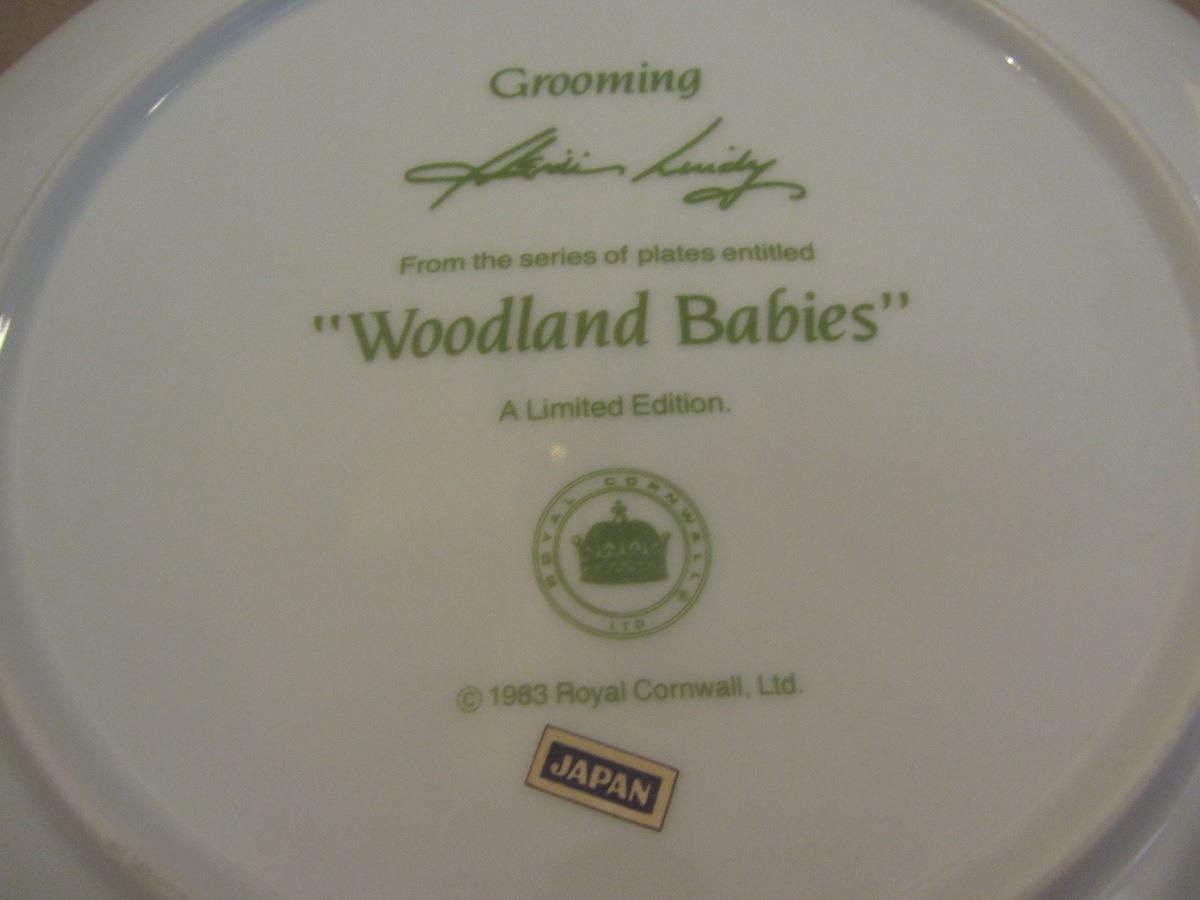 Grooming
From the series of plates entitled
"Woodland Babies"
A Limited Edition.
ROYAL CORNWALL®
LTD.
© 1983 Royal Cornwall, Ltd.
JAPAN